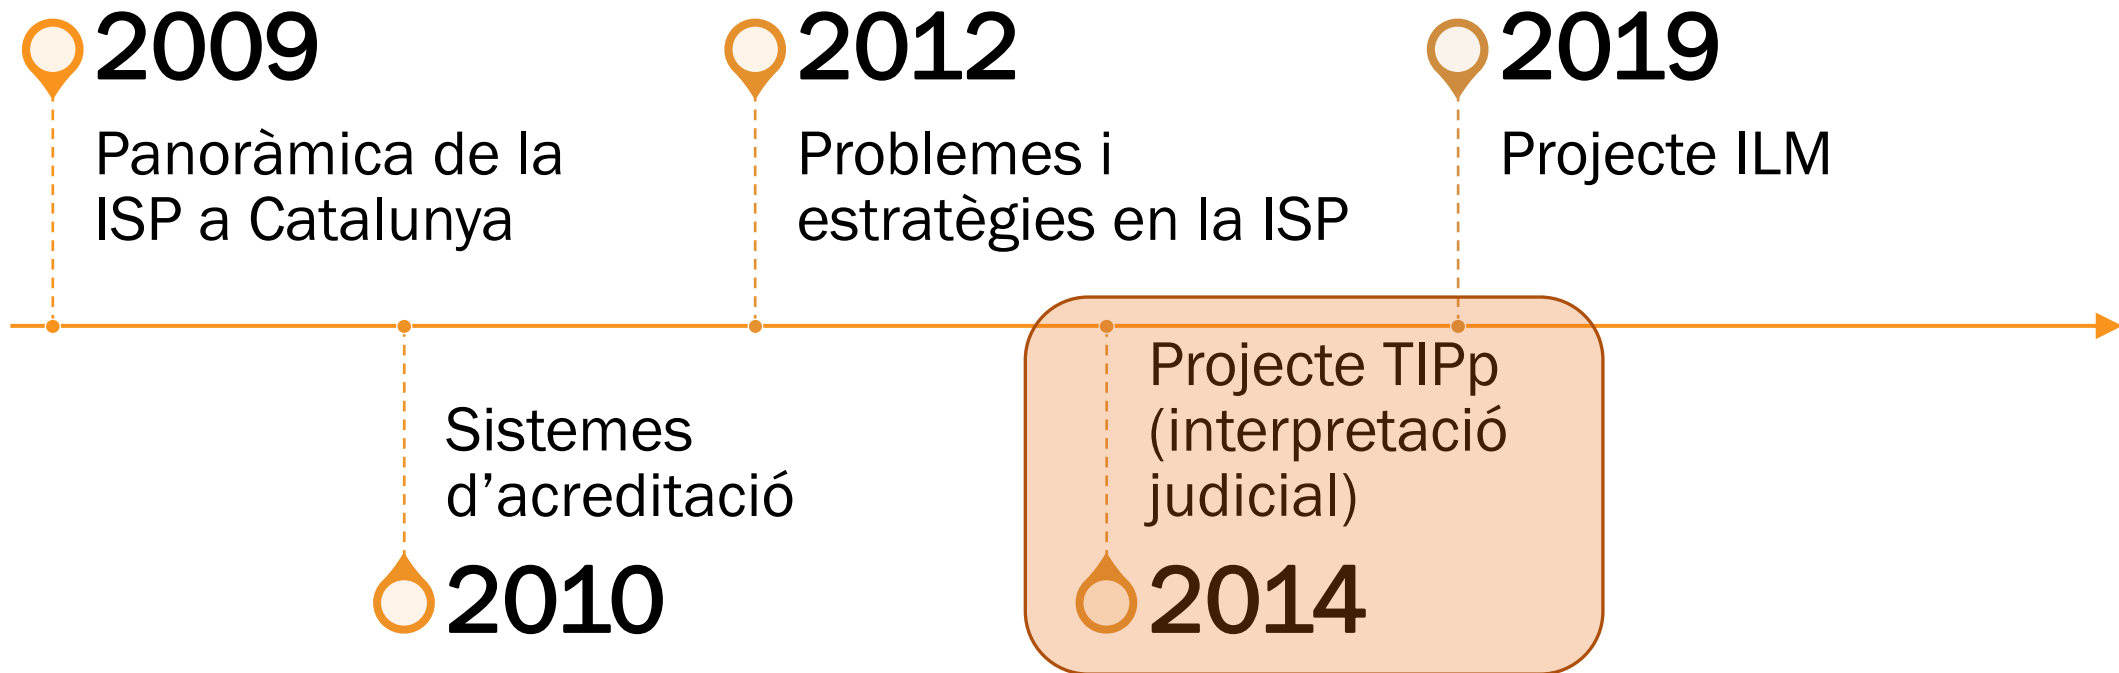 2009
Panoràmica de la
ISP a Catalunya
Sistemes
d’acreditació
2010
2012
Problemes i
estratègies en la ISP
Projecte TIPp
(interpretació
judicial)
2014
2019
Projecte ILM